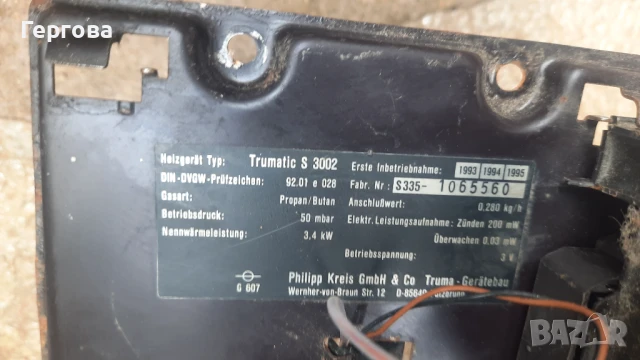 Гергова
Heizgerät Typ: Trumatic S 3002
DIN-DVGW-Prüfzeichen: 92.01 e 028
Gasart: Propan/Butan
Betriebsdruck: 50 mbar
Nennwärmeleistung: 3,4 kW
Erste Inbetriebnahme: 1993 1994 1995
Fabr. Nr: S335- 1065560
Anschlußwert: 0,280 kg/h
Elektr. Leistungsaufnahme: Zünden 200 mW
Überwachen 0,03 mW
Betriebsspannung: 3 V
G 607
Philipp Kreis GmbH & Co Truma-Gerätebau
Wernher-von-Braun Str. 12 D-85640 Putzbrunn
BAZAR
bg